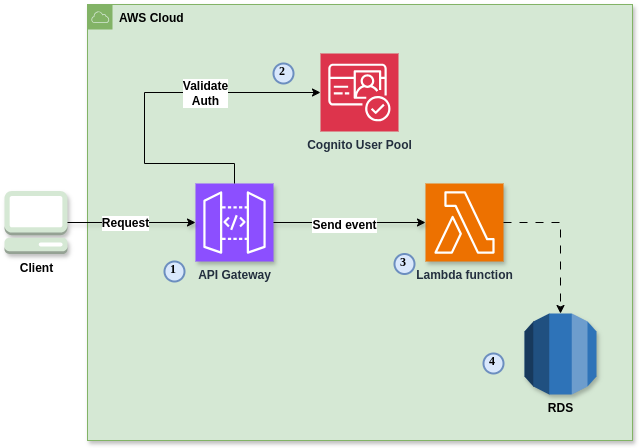 AWS Cloud
2
Validate
Auth
Cognito User Pool
Request
Send event
Client
1
API Gateway
3
Lambda function
4
RDS